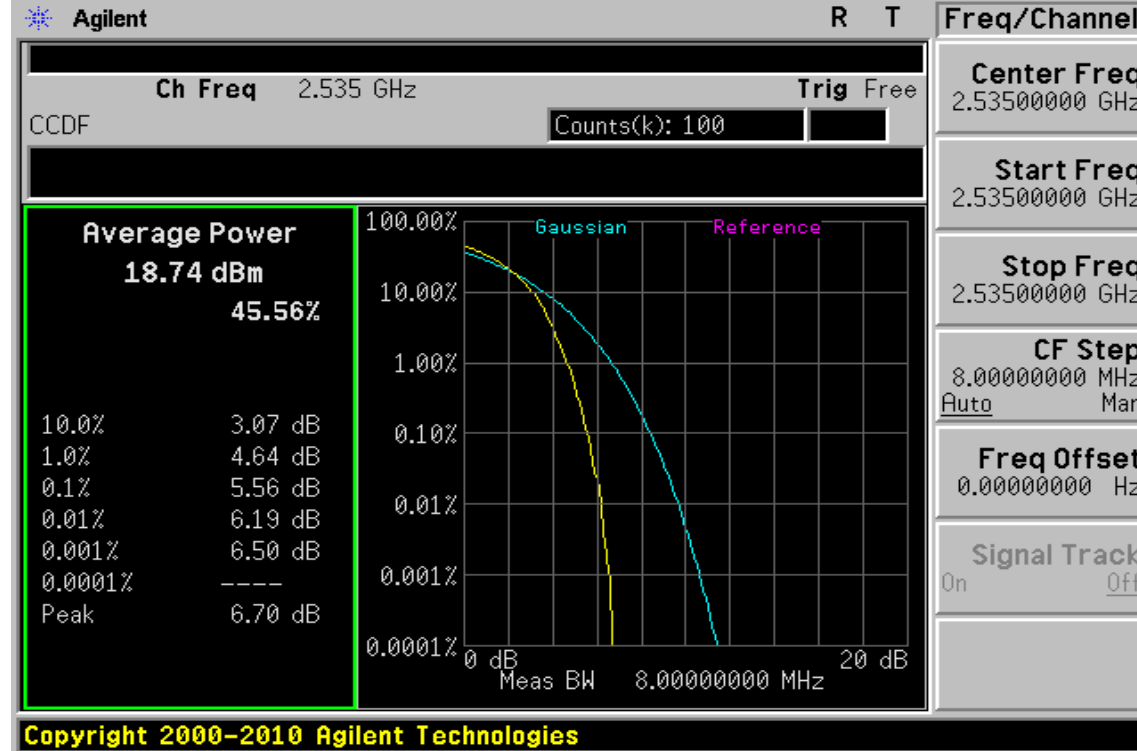 Agilent R T
Freq/Channel
Ch Freq 2.535 GHz Trig Free
CCDF Counts(k): 100
Center Freq
2.53500000 GHz
Start Freq
2.53500000 GHz
Stop Freq
2.53500000 GHz
CF Step
8.00000000 MHz
Auto Man
Freq Offset
0.00000000 Hz
Signal Track
On Off
Average Power
18.74 dBm
45.56%
10.0% 3.07 dB
1.0% 4.64 dB
0.1% 5.56 dB
0.01% 6.19 dB
0.001% 6.50 dB
0.0001% ----
Peak 6.70 dB
Gaussian Reference
100.00%
10.00%
1.00%
0.10%
0.01%
0.001%
0.0001%
0 dB 20 dB
Meas BW 8.00000000 MHz
Copyright 2000-2010 Agilent Technologies